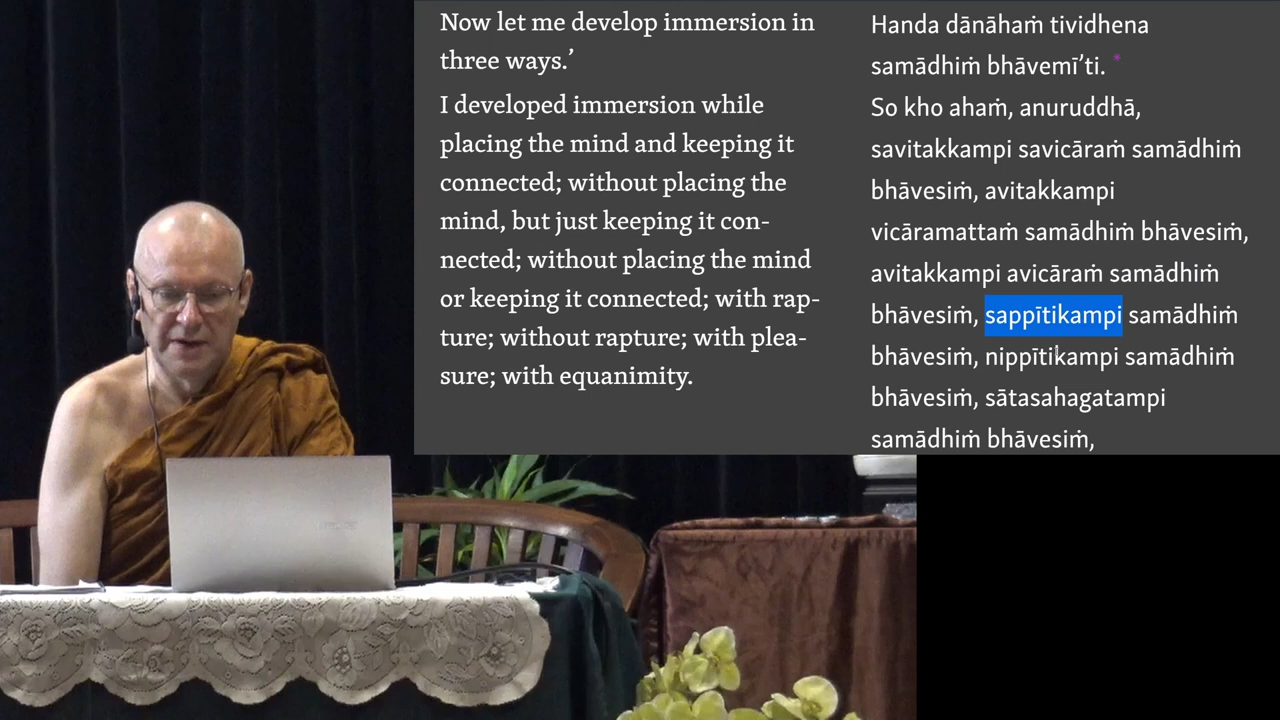 Now let me develop immersion in
three ways.’
I developed immersion while
placing the mind and keeping it
connected; without placing the
mind, but just keeping it con-
nected; without placing the mind
or keeping it connected; with rap-
ture; without rapture; with plea-
sure; with equanimity.
Handa dānāhaṁ tividhena
samādhiṁ bhāvemī’ti. *
So kho ahaṁ, anuruddhā,
savitakkampi savicāraṁ samādhiṁ
bhāvesiṁ, avitakkampi
vicāramattaṁ samādhiṁ bhāvesiṁ,
avitakkampi avicāraṁ samādhiṁ
bhāvesiṁ, sappītikampi samādhiṁ
bhāvesiṁ, nippītikampi samādhiṁ
bhāvesiṁ, sātasahagatampi
samādhiṁ bhāvesiṁ,